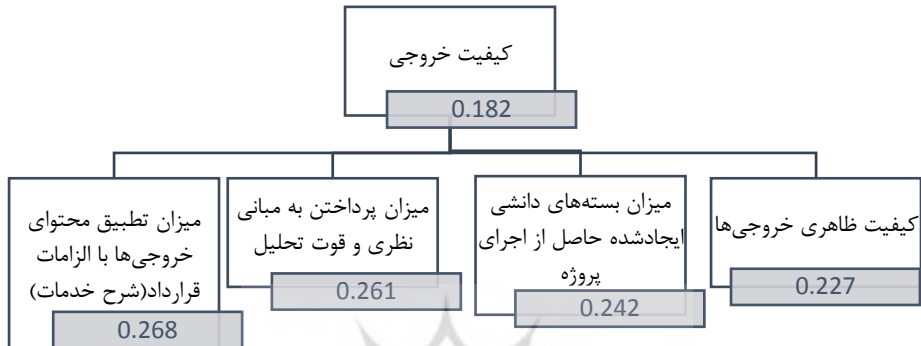 کیفیت خروجی
0.182
کیفیت ظاهری خروجی‌ها
0.227
میزان بسته‌های دانشی
ایجادشده حاصل از اجرای
پروژه
0.242
میزان پرداختن به مبانی
نظری و قوت تحلیل
0.261
میزان تطبیق محتوای
خروجی‌ها با الزامات
قرارداد(شرح خدمات)
0.268